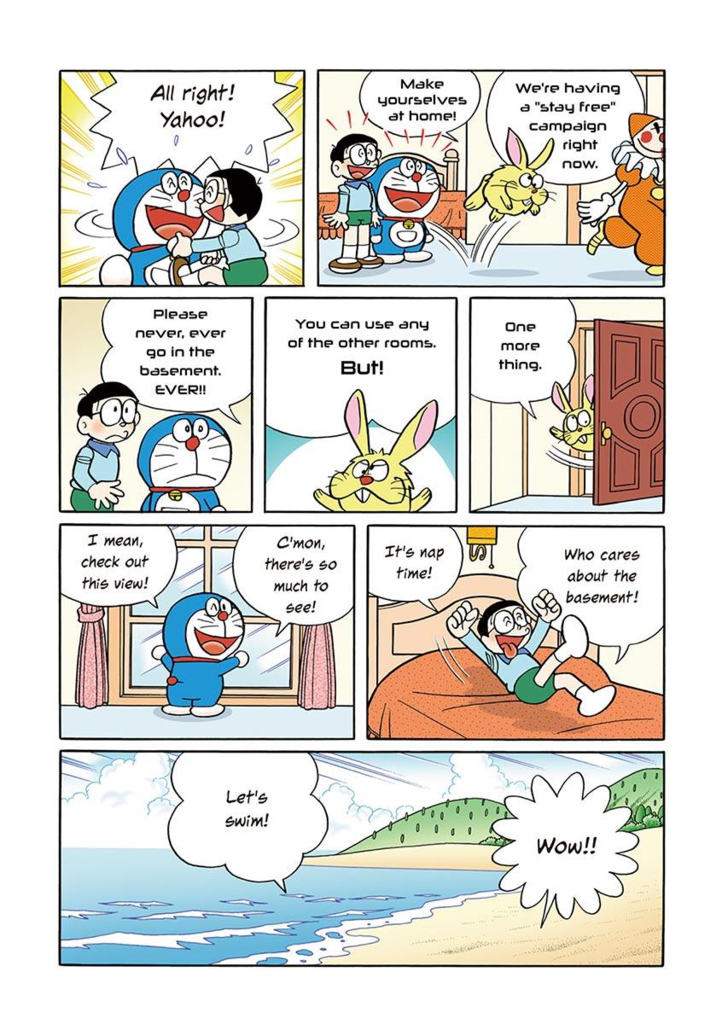 All right!
Yahoo!
Make
yourselves
at home!
We're having
a "stay free"
campaign
right
now.
Please
never, ever
go in the
basement.
EVER!!
You can use any
of the other rooms.
But!
One
more
thing.
I mean,
check out
this view!
C'mon,
there's so
much to
see!
It's nap
time!
Who cares
about the
basement!
Let's
swim!
Wow!!